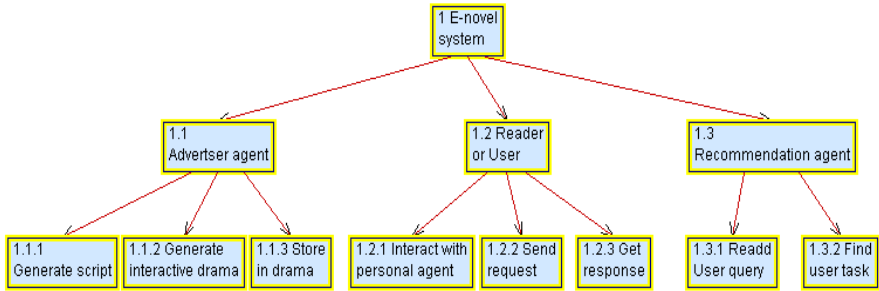 1 E-novel
system
1.1
Advertser agent
1.2 Reader
or User
1.3
Recommendation agent
1.1.1
Generate script
1.1.2 Generate
interactive drama
1.1.3 Store
in drama
1.2.1 Interact with
personal agent
1.2.2 Send
request
1.2.3 Get
response
1.3.1 Readd
User query
1.3.2 Find
user task